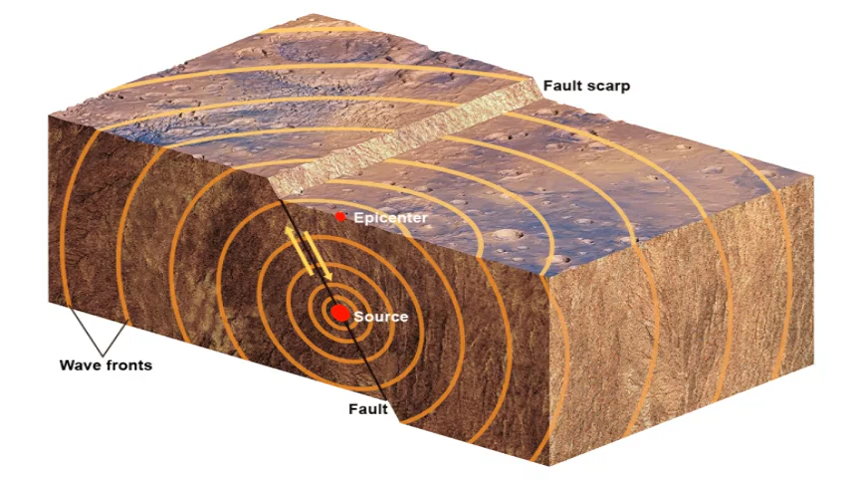 Fault scarp
Epicenter
Source
Wave fronts
Fault